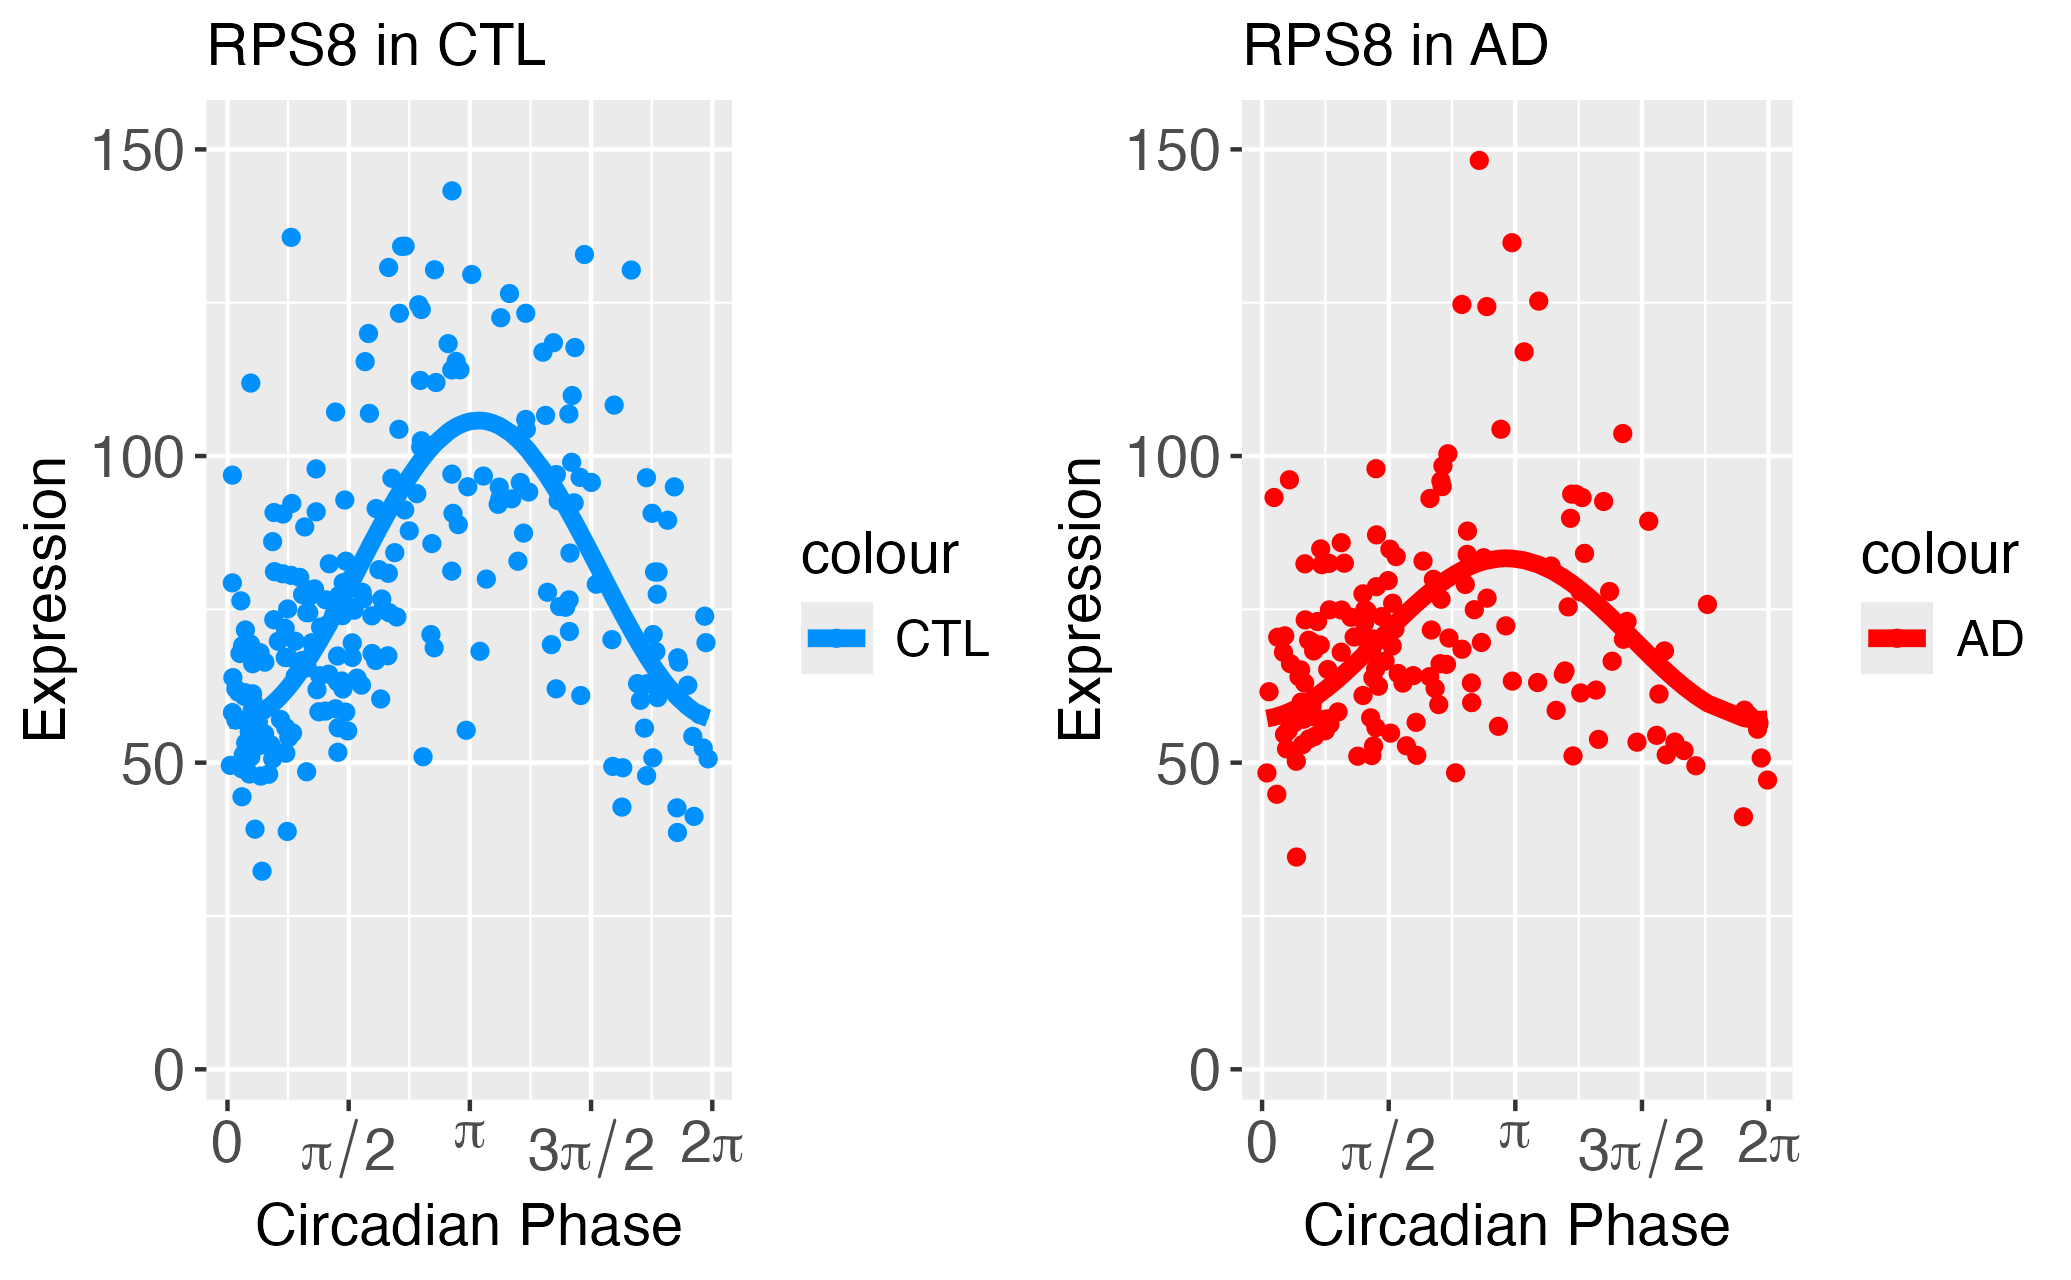 RPS8 in CTL
150
100
50
0
Expression
0 π/2 π 3π/2 2π
Circadian Phase
colour
CTL
RPS8 in AD
150
100
50
0
Expression
0 π/2 π 3π/2 2π
Circadian Phase
colour
AD